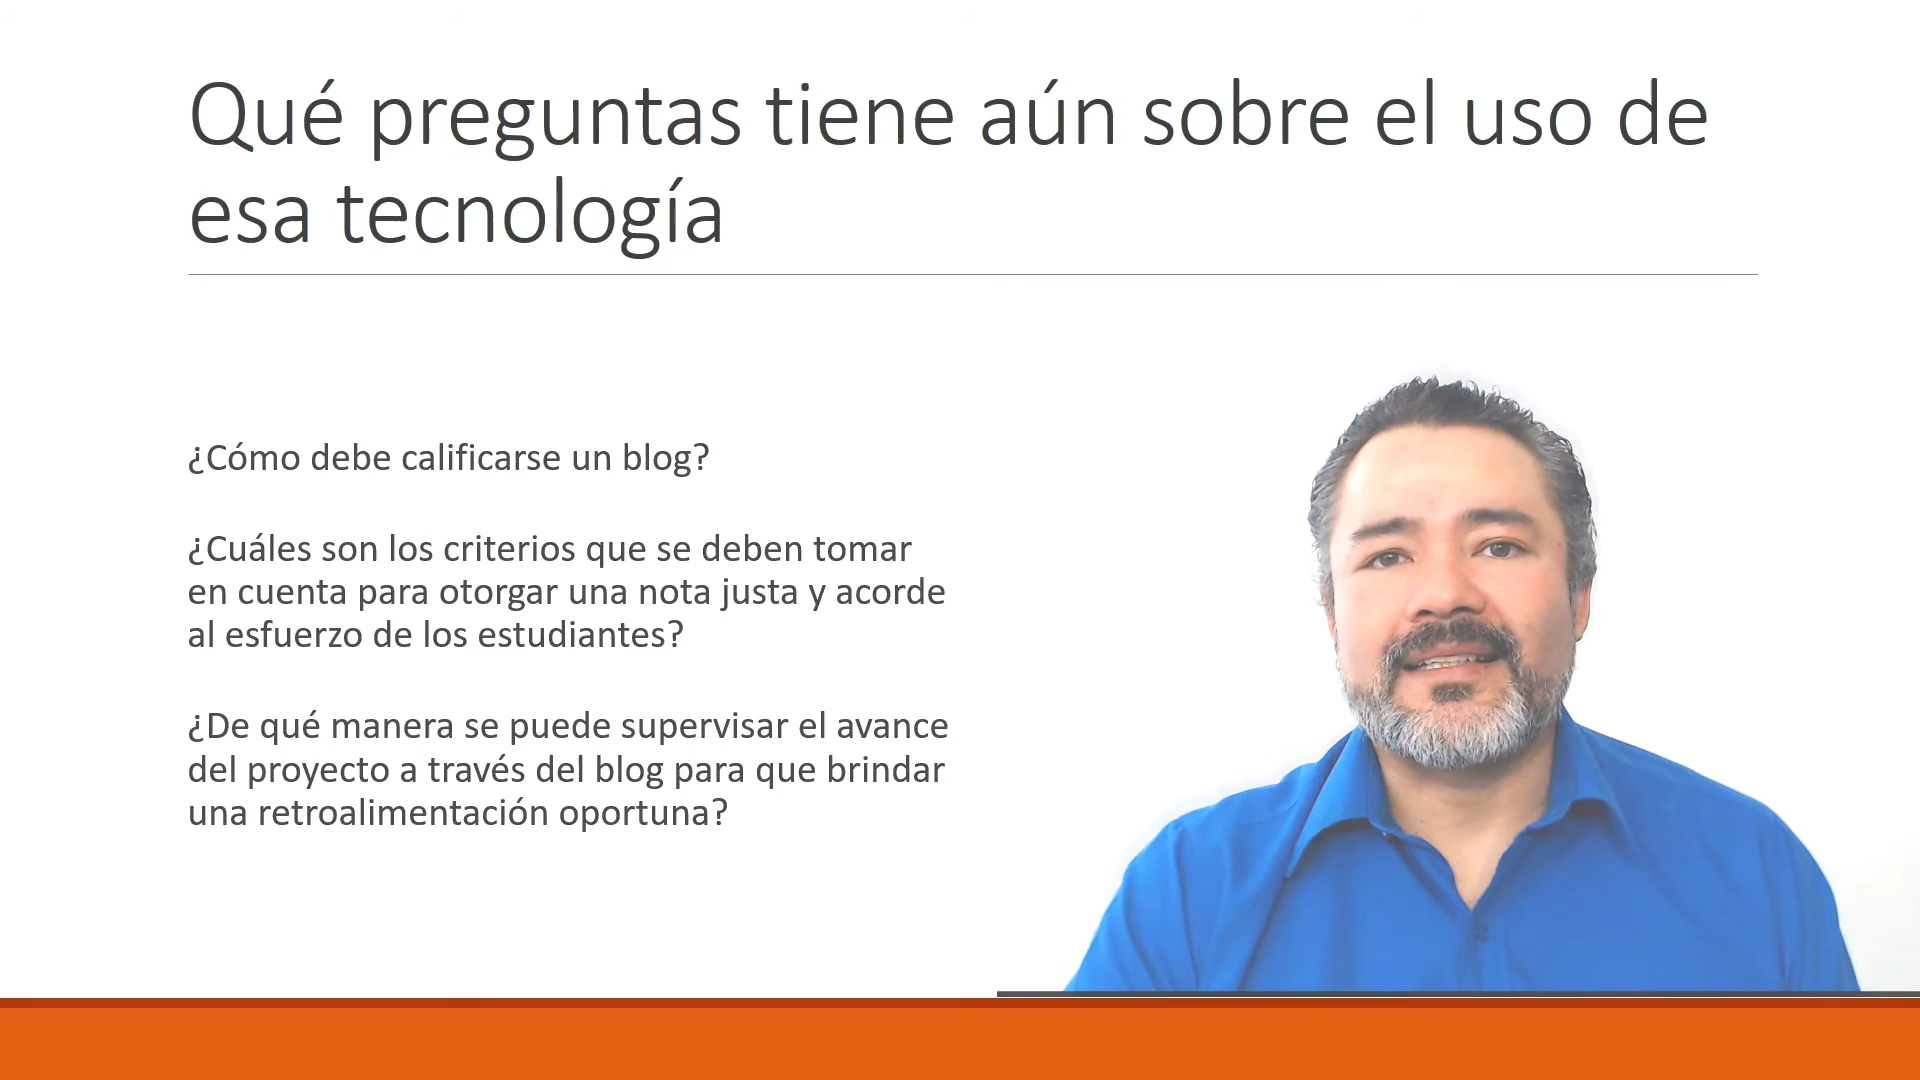 Qué preguntas tiene aún sobre el uso de
esa tecnología
¿Cómo debe calificarse un blog?
¿Cuáles son los criterios que se deben tomar
en cuenta para otorgar una nota justa y acorde
al esfuerzo de los estudiantes?
¿De qué manera se puede supervisar el avance
del proyecto a través del blog para que brindar
una retroalimentación oportuna?